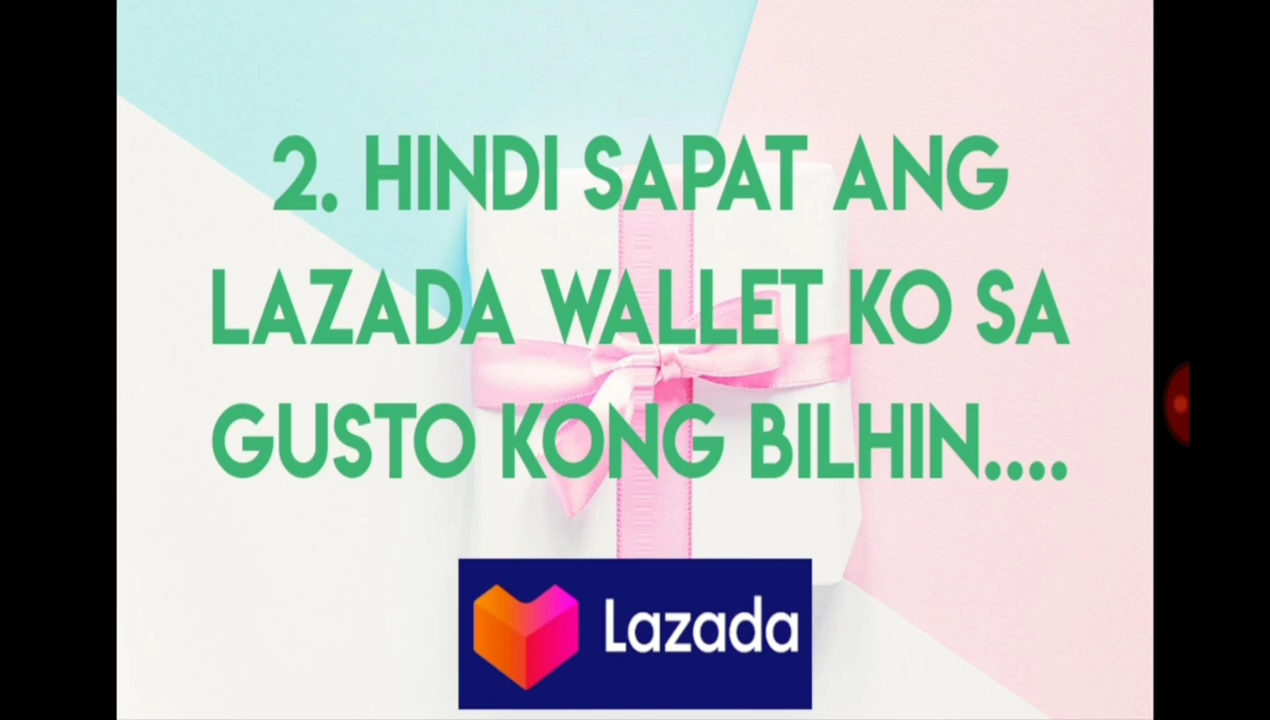 2. HINDI SAPAT ANG
LAZADA WALLET KO SA
GUSTO KONG BILHIN....
Lazada